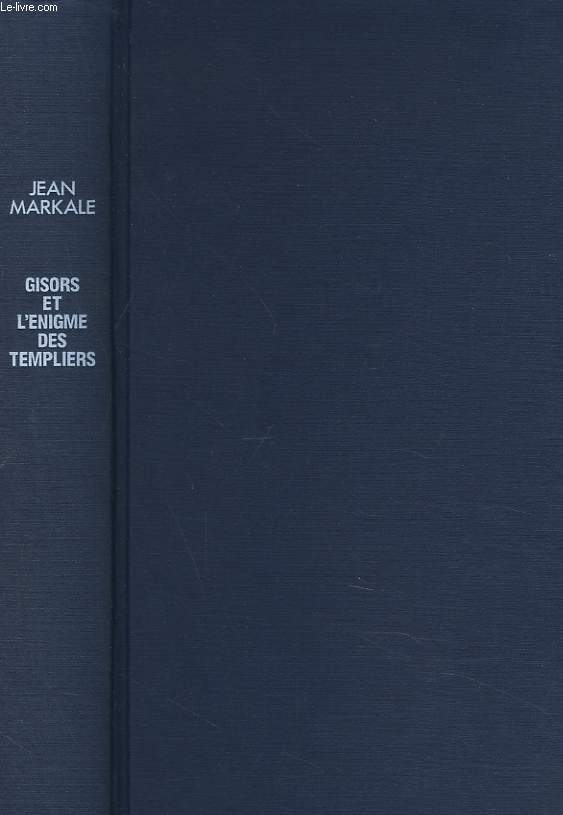 Le-livre.com
JEAN
MARKALE
GISORS
ET
L'ENIGME
DES
TEMPLIERS